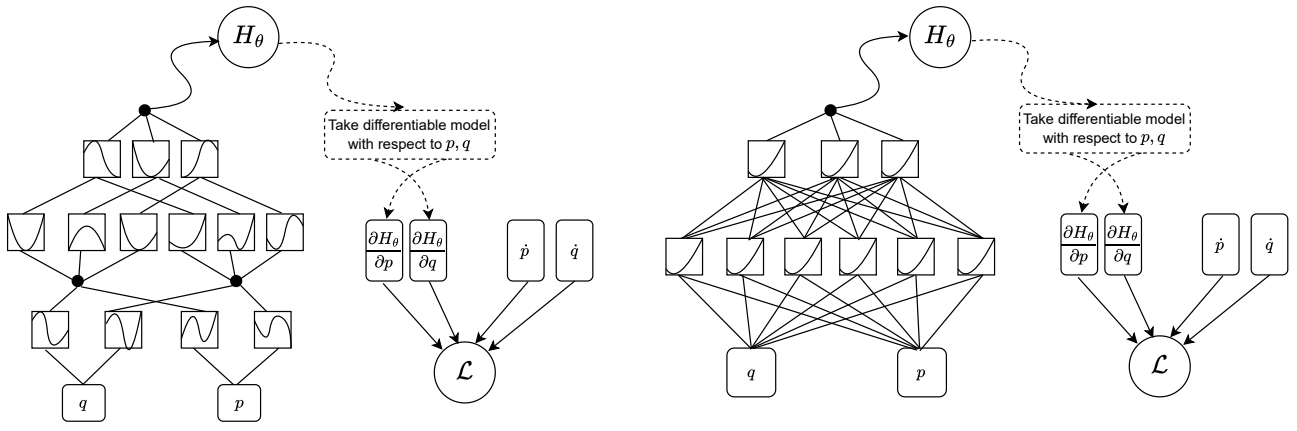 H_θ
Take differentiable model
with respect to p, q
∂H_θ/∂p
∂H_θ/∂q
ṗ
q̇
ℒ
q
p
H_θ
Take differentiable model
with respect to p, q
∂H_θ/∂p
∂H_θ/∂q
ṗ
q̇
ℒ
q
p